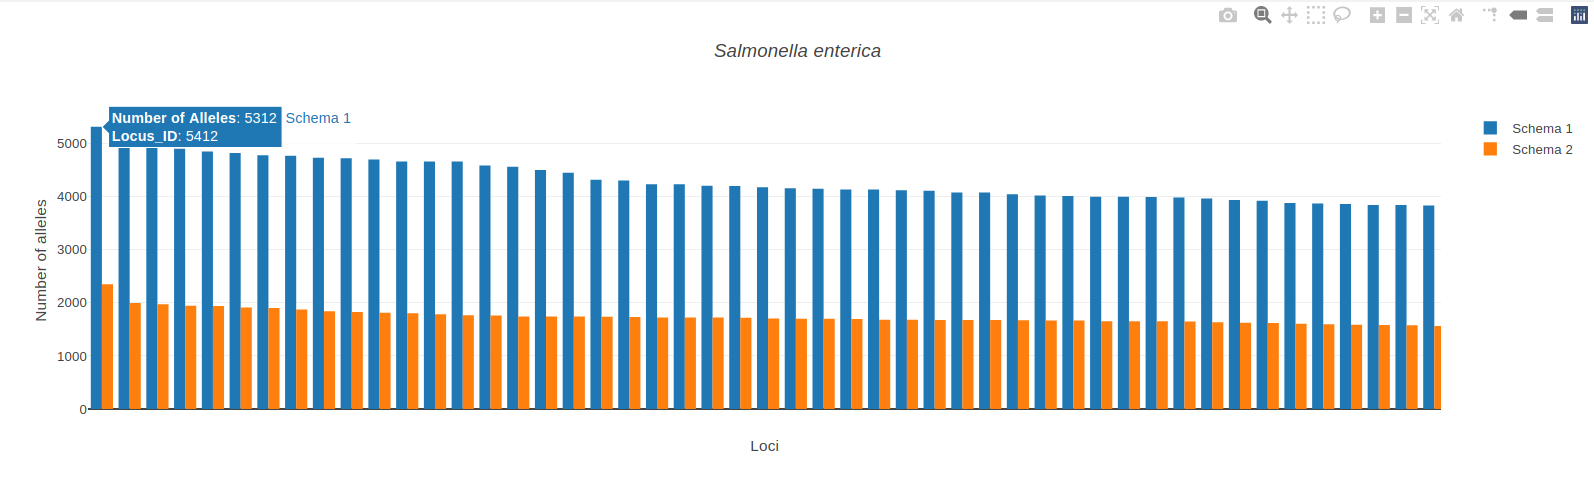 Salmonella enterica
Number of Alleles: 5312 Schema 1
Locus_ID: 5412
Schema 1
Schema 2
5000
4000
3000
2000
1000
0
Number of alleles
Loci